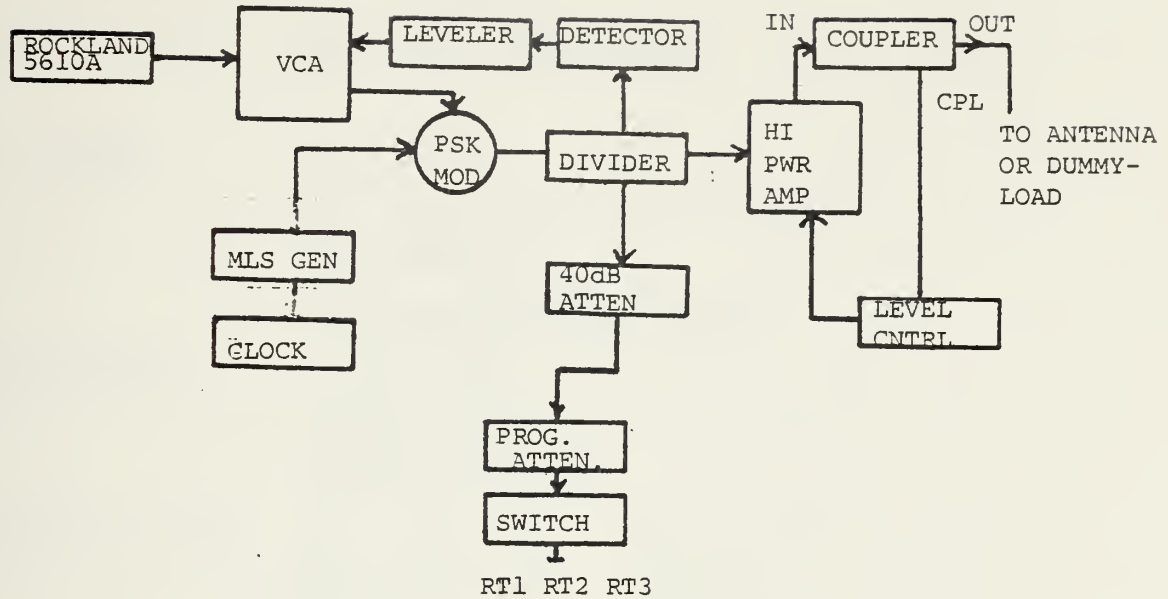 ROCKLAND
5610A
VCA
LEVELER
DETECTOR
IN
COUPLER
OUT
CPL
TO ANTENNA
OR DUMMY-
LOAD
PSK
MOD
DIVIDER
HI
PWR
AMP
MLS GEN
CLOCK
40dB
ATTEN
LEVEL
CNTRL
PROG.
ATTEN.
SWITCH
RT1 RT2 RT3